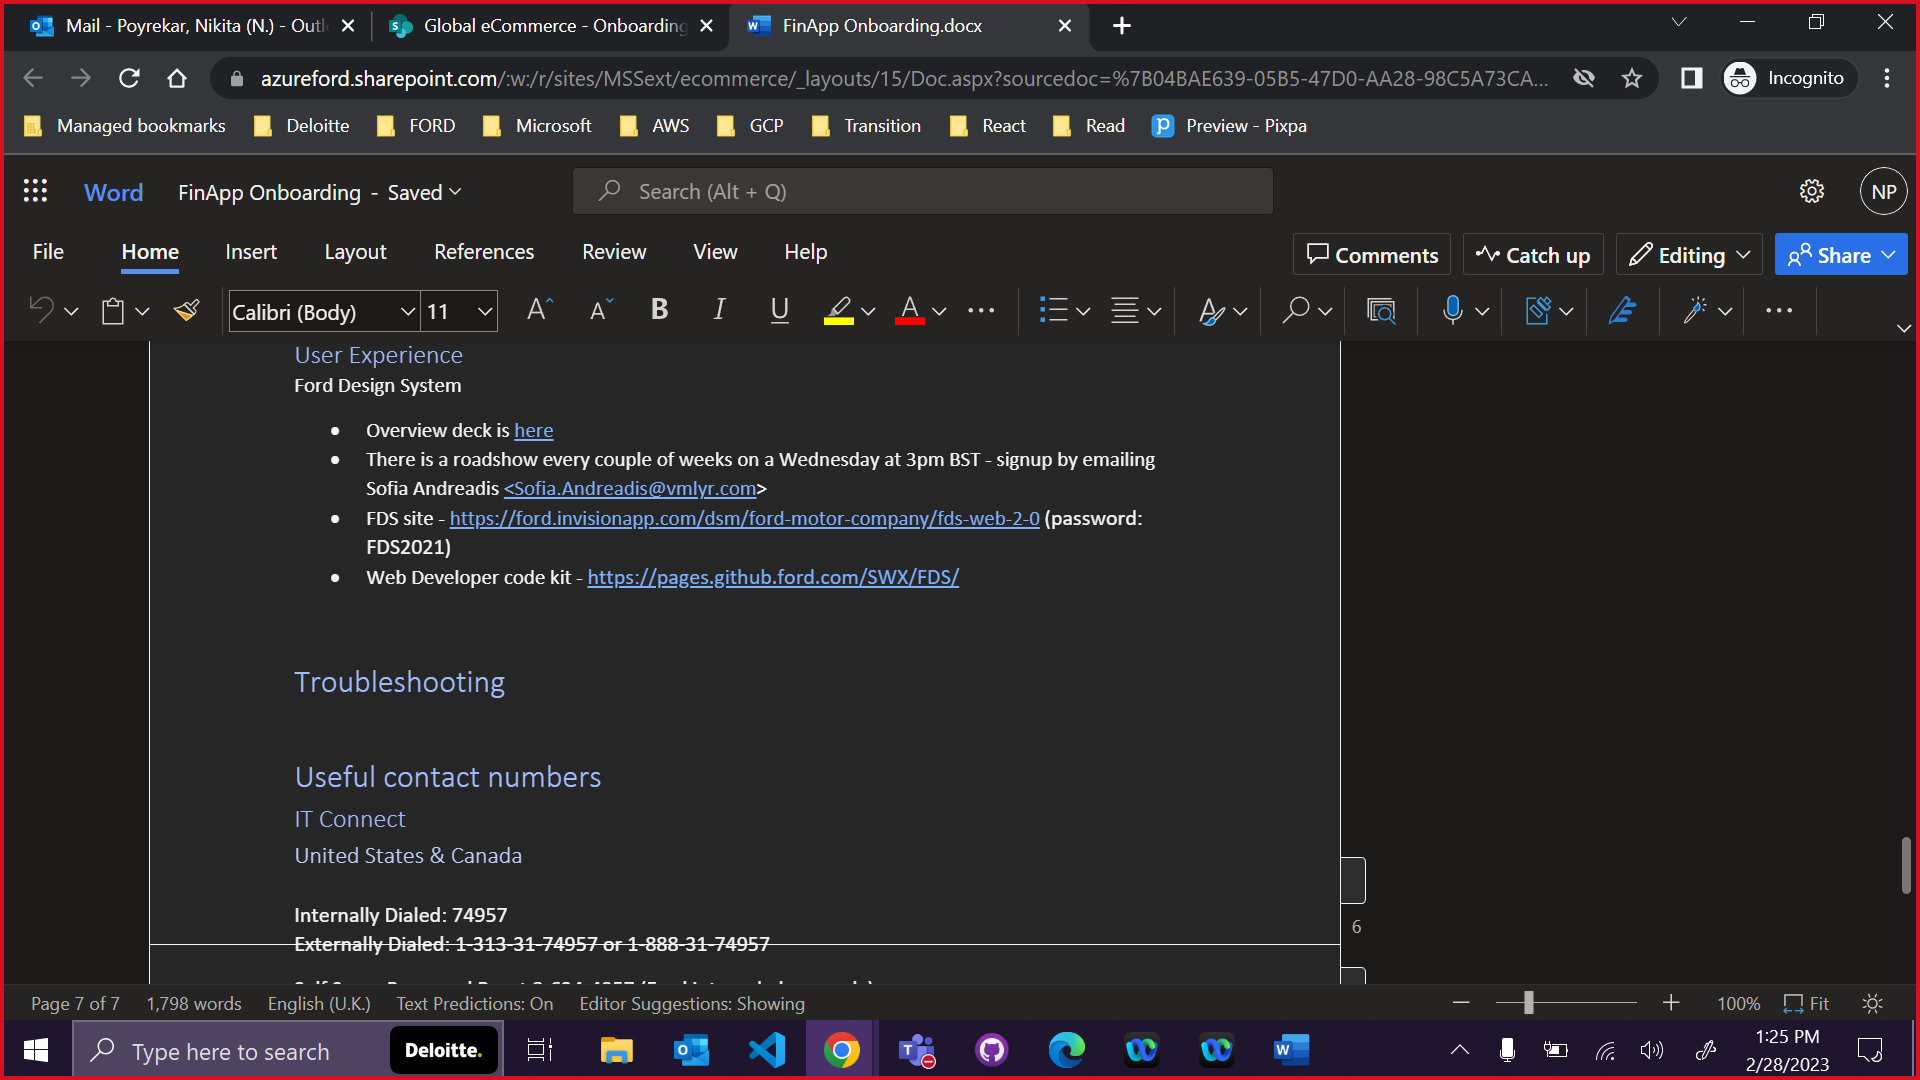 Mail - Poyrekar, Nikita (N.) - Outl
Global eCommerce - Onboarding
FinApp Onboarding.docx
azureford.sharepoint.com/:w:/r/sites/MSSext/ecommerce/_layouts/15/Doc.aspx?sourcedoc=%7B04BAE639-05B5-47D0-AA28-98C5A73CA...
Incognito
Managed bookmarks
Deloitte
FORD
Microsoft
AWS
GCP
Transition
React
Read
Preview - Pixpa
Word
FinApp Onboarding - Saved
Search (Alt + Q)
NP
File
Home
Insert
Layout
References
Review
View
Help
Comments
Catch up
Editing
Share
Calibri (Body)
11
User Experience
Ford Design System
• Overview deck is here
• There is a roadshow every couple of weeks on a Wednesday at 3pm BST - signup by emailing
Sofia Andreadis <Sofia.Andreadis@vmlyr.com>
• FDS site - https://ford.invisionapp.com/dsm/ford-motor-company/fds-web-2-0 (password:
FDS2021)
• Web Developer code kit - https://pages.github.ford.com/SWX/FDS/
Troubleshooting
Useful contact numbers
IT Connect
United States & Canada
Internally Dialed: 74957
Externally Dialed: 1-313-31-74957 or 1-888-31-74957
6
Page 7 of 7
1,798 words
English (U.K.)
Text Predictions: On
Editor Suggestions: Showing
100%
Fit
Type here to search
Deloitte.
1:25 PM
2/28/2023